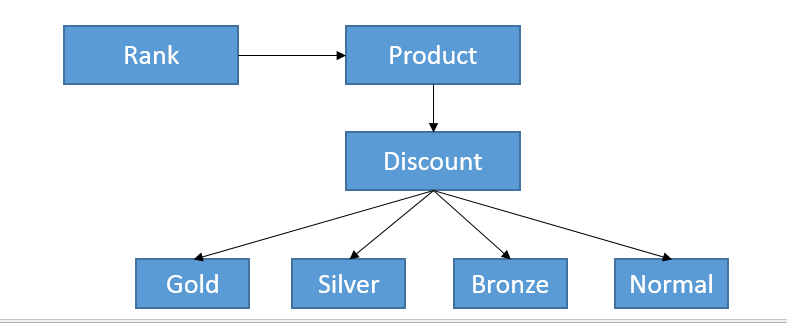 Rank
Product
Discount
Gold
Silver
Bronze
Normal